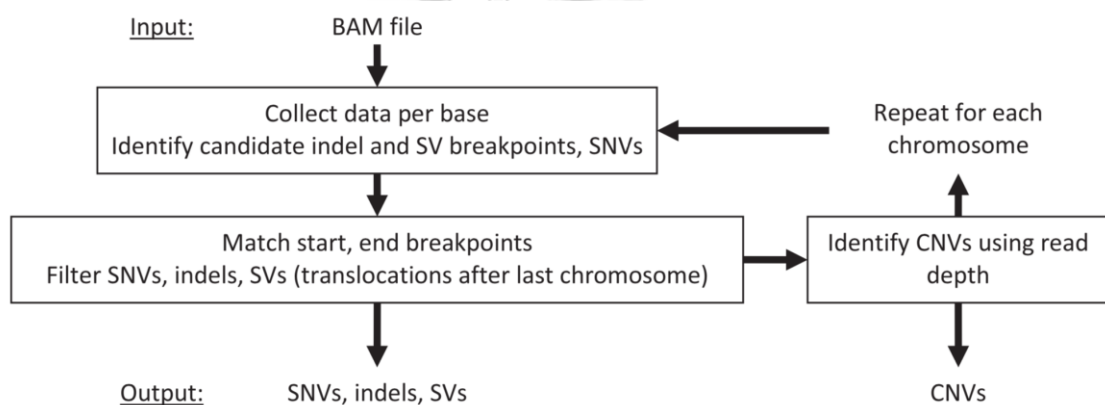 Input: BAM file
Collect data per base
Identify candidate indel and SV breakpoints, SNVs
Repeat for each
chromosome
Match start, end breakpoints
Filter SNVs, indels, SVs (translocations after last chromosome)
Identify CNVs using read
depth
Output: SNVs, indels, SVs CNVs